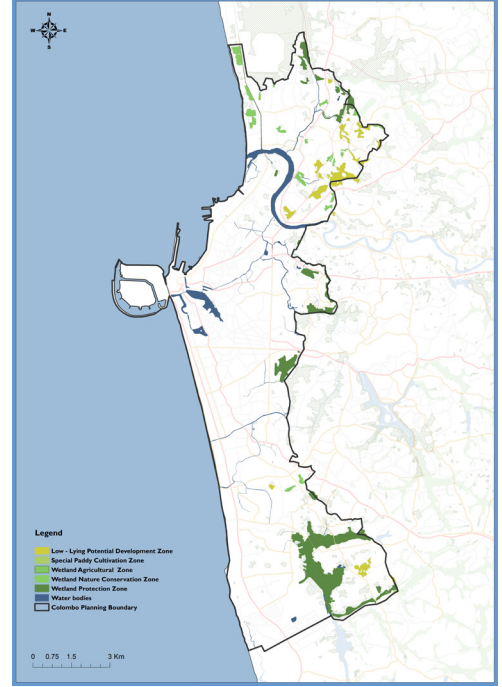 N
W E
S
Legend
Low - Lying Potential Development Zone
Special Paddy Cultivation Zone
Wetland Agricultural Zone
Wetland Nature Conservation Zone
Wetland Protection Zone
Water bodies
Colombo Planning Boundary
0 0.75 1.5 3 Km